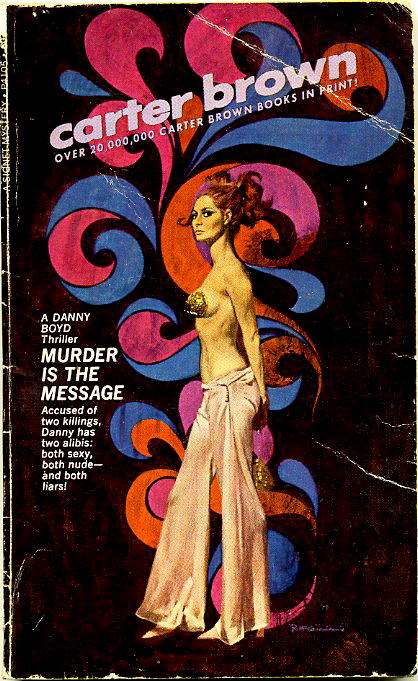 carter brown
OVER 20,000,000 CARTER BROWN BOOKS IN PRINT!
A SIGNET MYSTERY • P4105
A DANNY
BOYD
Thriller
MURDER
IS THE
MESSAGE
Accused of
two killings,
Danny has
two alibis:
both sexy,
both nude—
and both
liars!